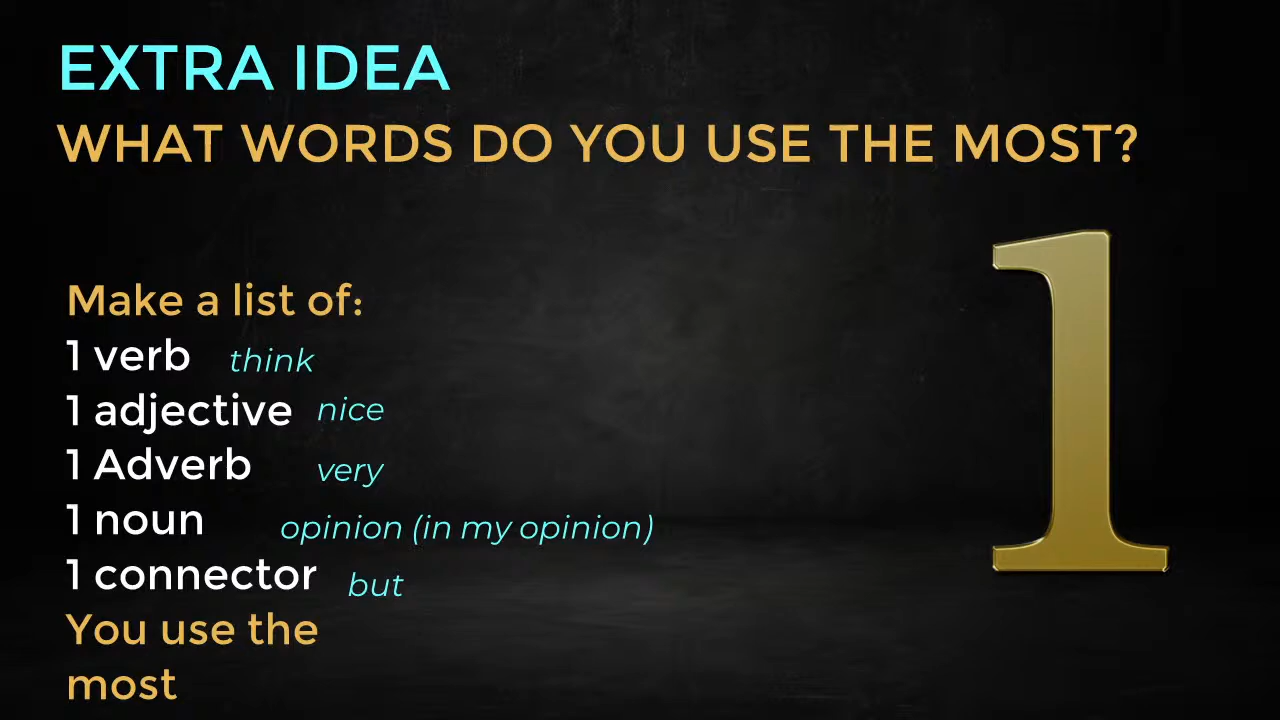 EXTRA IDEA
WHAT WORDS DO YOU USE THE MOST?
Make a list of:
1 verb think
1 adjective nice
1 Adverb very
1 noun opinion (in my opinion)
1 connector but
You use the
most
1